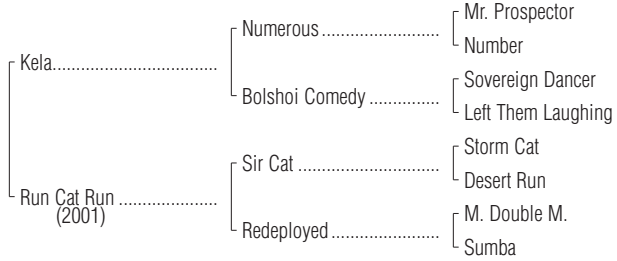 Mr. Prospector
Numerous
Number
Kela
Sovereign Dancer
Bolshoi Comedy
Left Them Laughing
Storm Cat
Sir Cat
Desert Run
Run Cat Run
(2001)
M. Double M.
Redeployed
Sumba